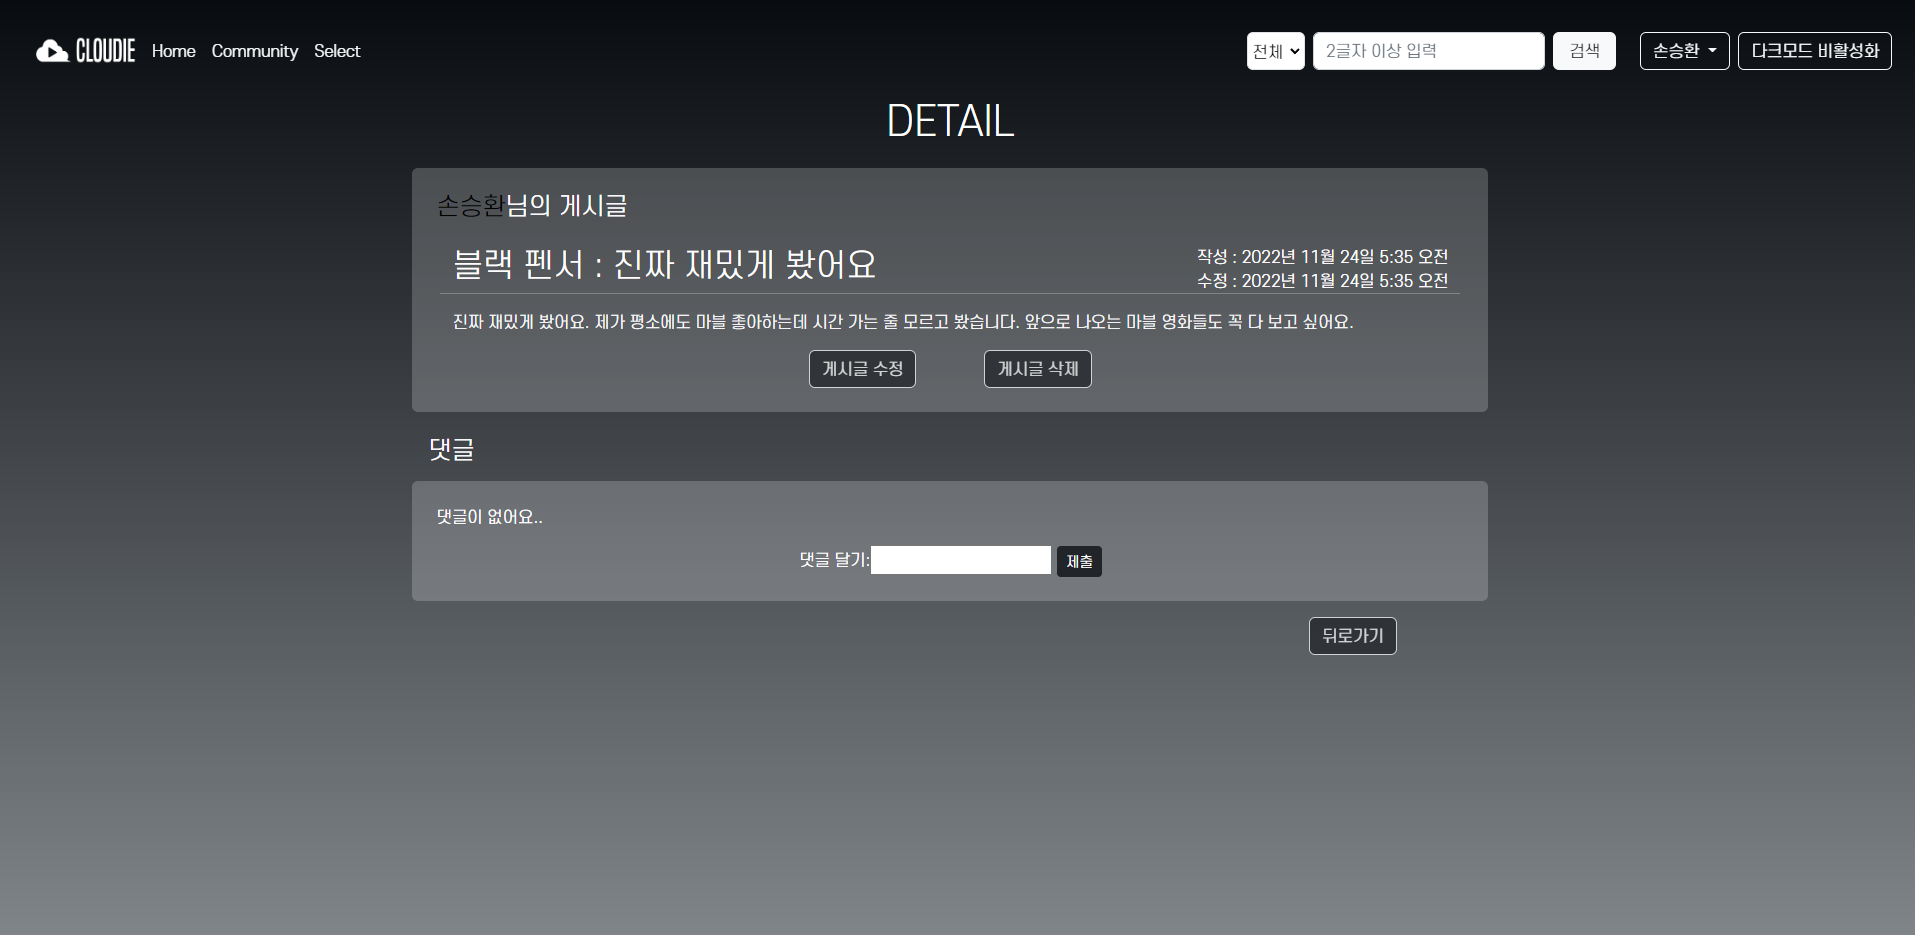 CLOUDIE Home Community Select 전체 2글자 이상 입력 검색 손승환 다크모드 비활성화
DETAIL
손승환님의 게시글
블랙 펜서 : 진짜 재밌게 봤어요
작성 : 2022년 11월 24일 5:35 오전
수정 : 2022년 11월 24일 5:35 오전
진짜 재밌게 봤어요. 제가 평소에도 마블 좋아하는데 시간 가는 줄 모르고 봤습니다. 앞으로 나오는 마블 영화들도 꼭 다 보고 싶어요.
게시글 수정 게시글 삭제
댓글
댓글이 없어요..
댓글 달기: 제출
뒤로가기